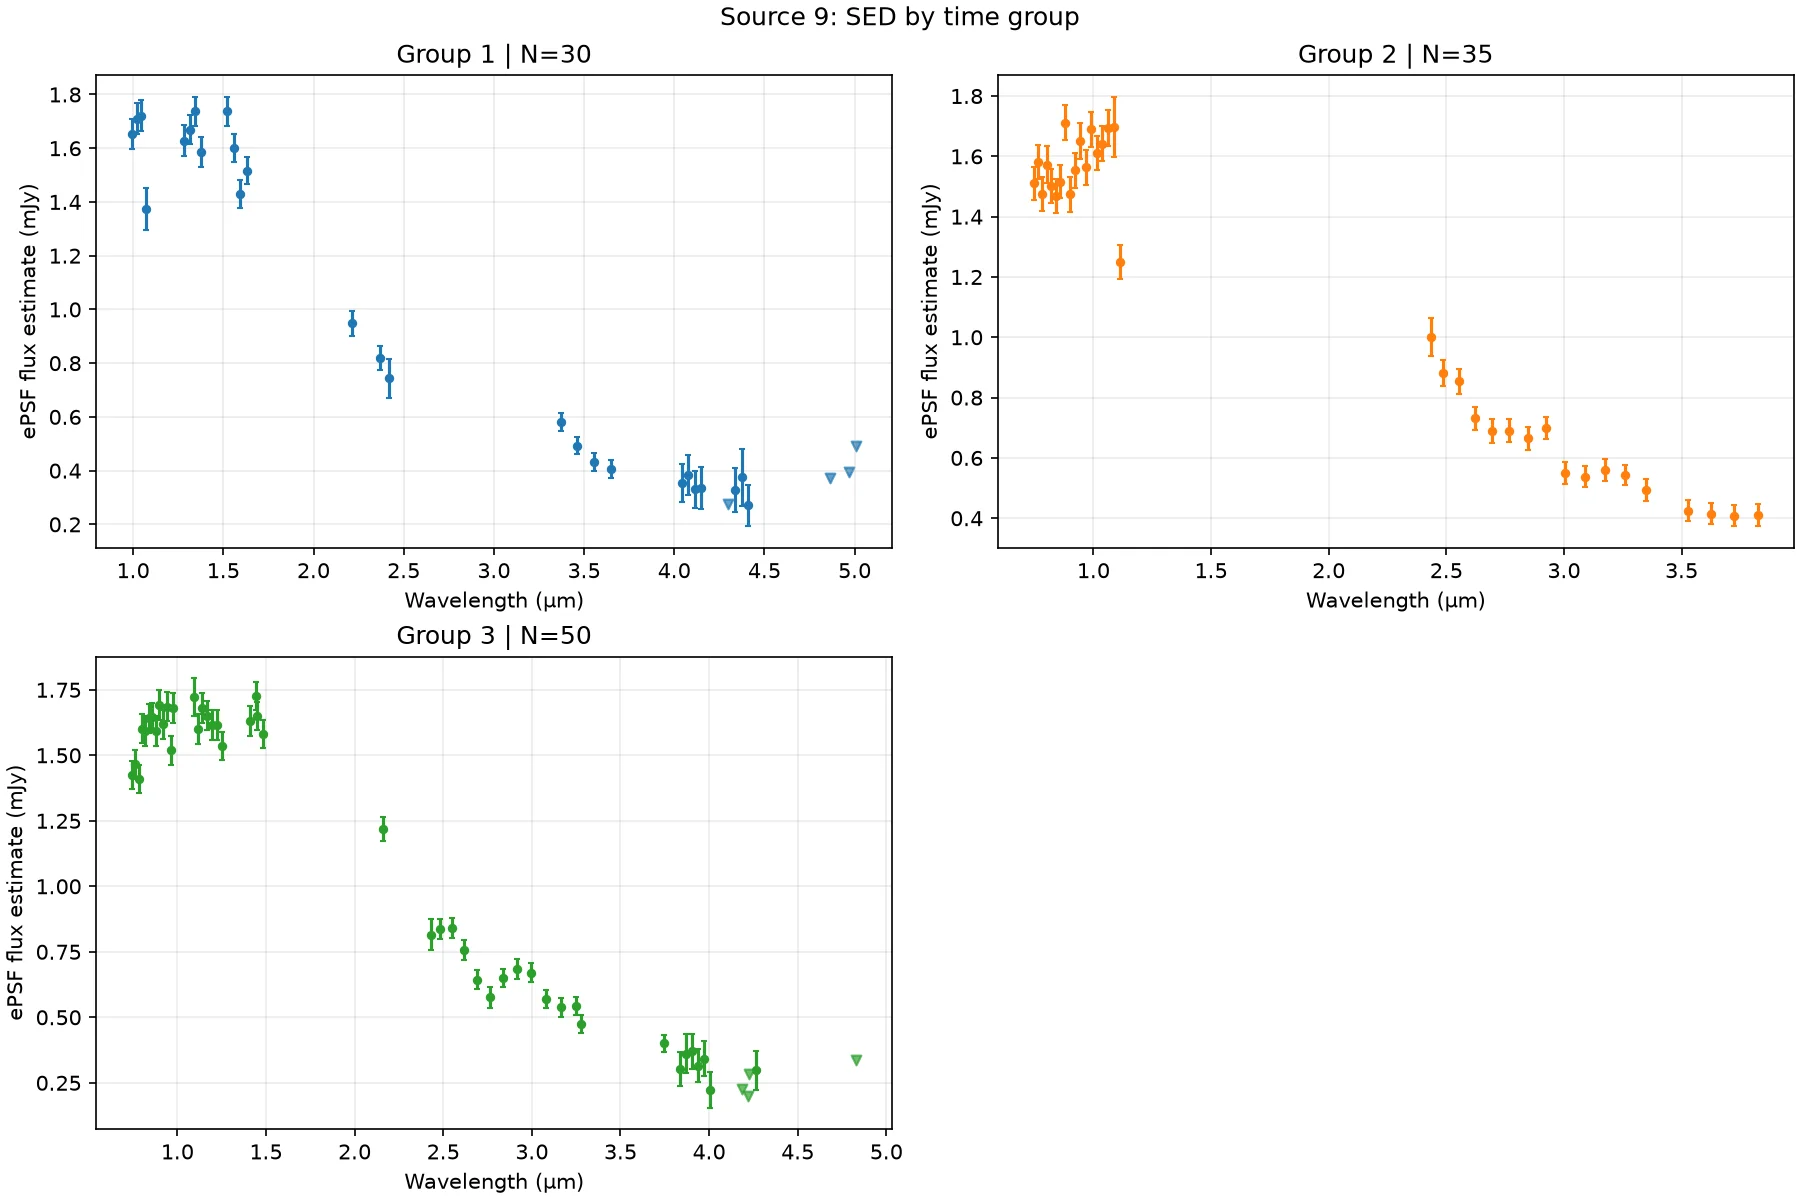 Source 9: SED by time group
Group 1 | N=30
1.8
1.6
1.4
1.2
1.0
0.8
0.6
0.4
0.2
ePSF flux estimate (mJy)
1.0 1.5 2.0 2.5 3.0 3.5 4.0 4.5 5.0
Wavelength (μm)
Group 2 | N=35
1.8
1.6
1.4
1.2
1.0
0.8
0.6
0.4
ePSF flux estimate (mJy)
1.0 1.5 2.0 2.5 3.0 3.5
Wavelength (μm)
Group 3 | N=50
1.75
1.50
1.25
1.00
0.75
0.50
0.25
ePSF flux estimate (mJy)
1.0 1.5 2.0 2.5 3.0 3.5 4.0 4.5 5.0
Wavelength (μm)